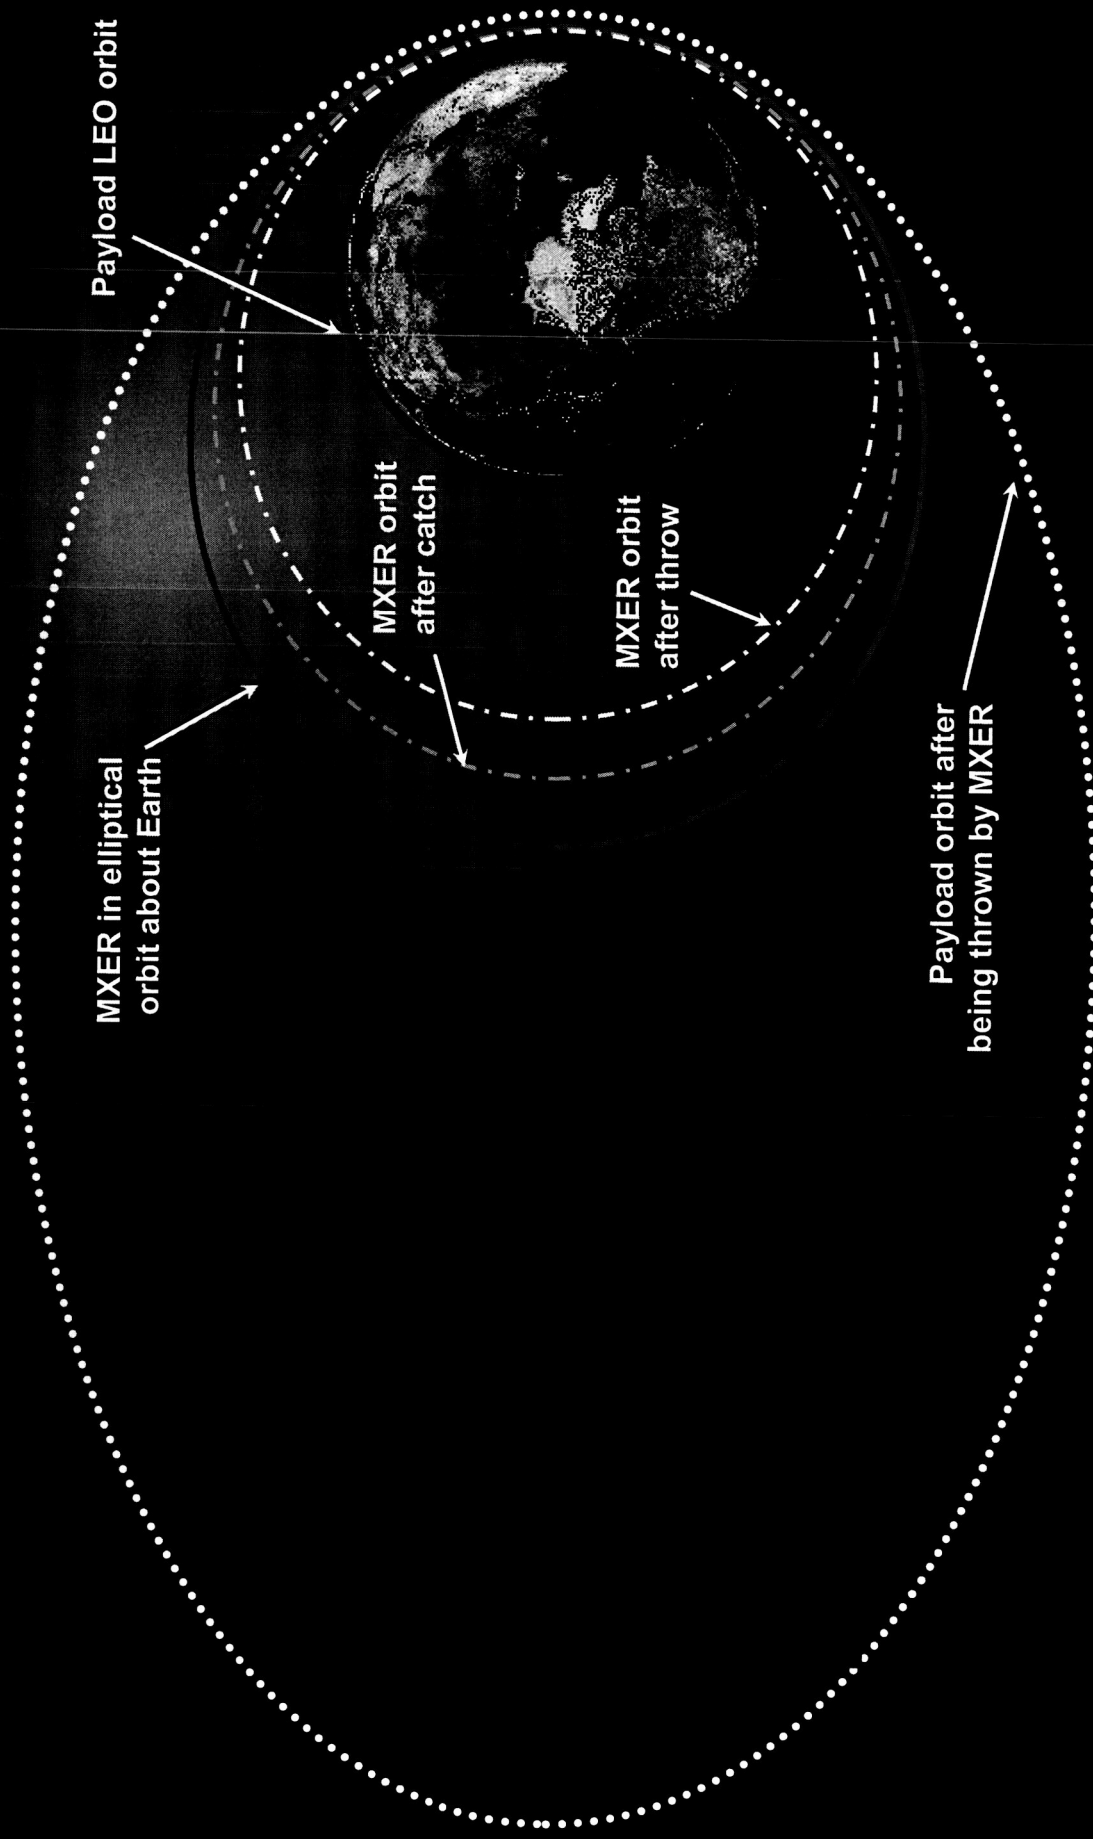 Payload LEO orbit
MXER in elliptical
orbit about Earth
MXER orbit
after catch
MXER orbit
after throw
Payload orbit after
being thrown by MXER